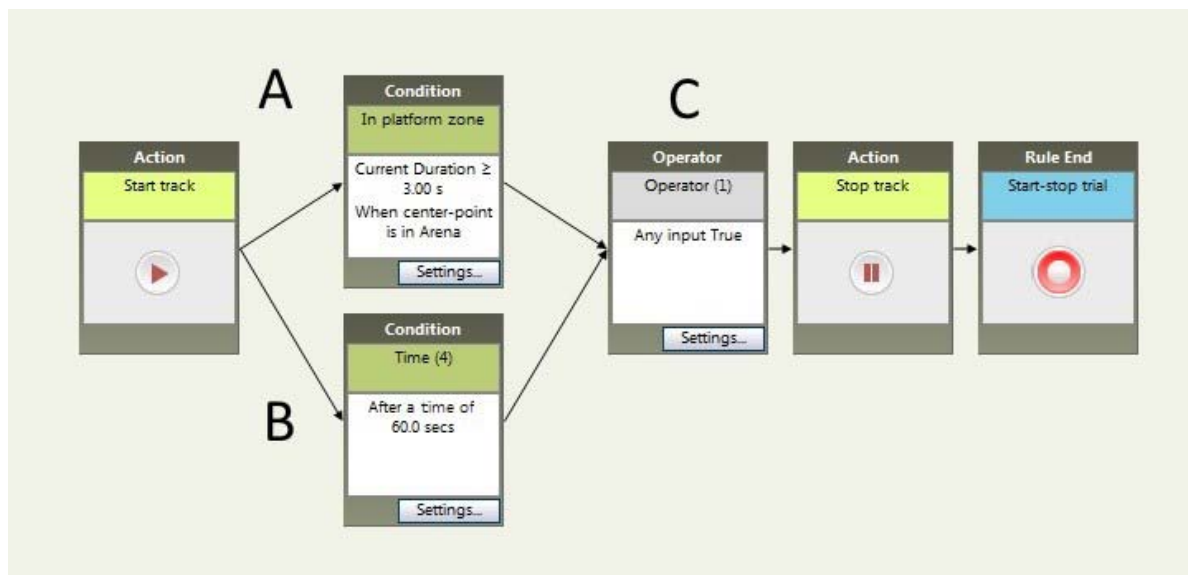 A
Condition
In platform zone
Current Duration ≥
3.00 s
When center-point
is in Arena
Settings...
C
Action
Start track
Operator
Operator (1)
Any input True
Settings...
Action
Stop track
Rule End
Start-stop trial
B
Condition
Time (4)
After a time of
60.0 secs
Settings...